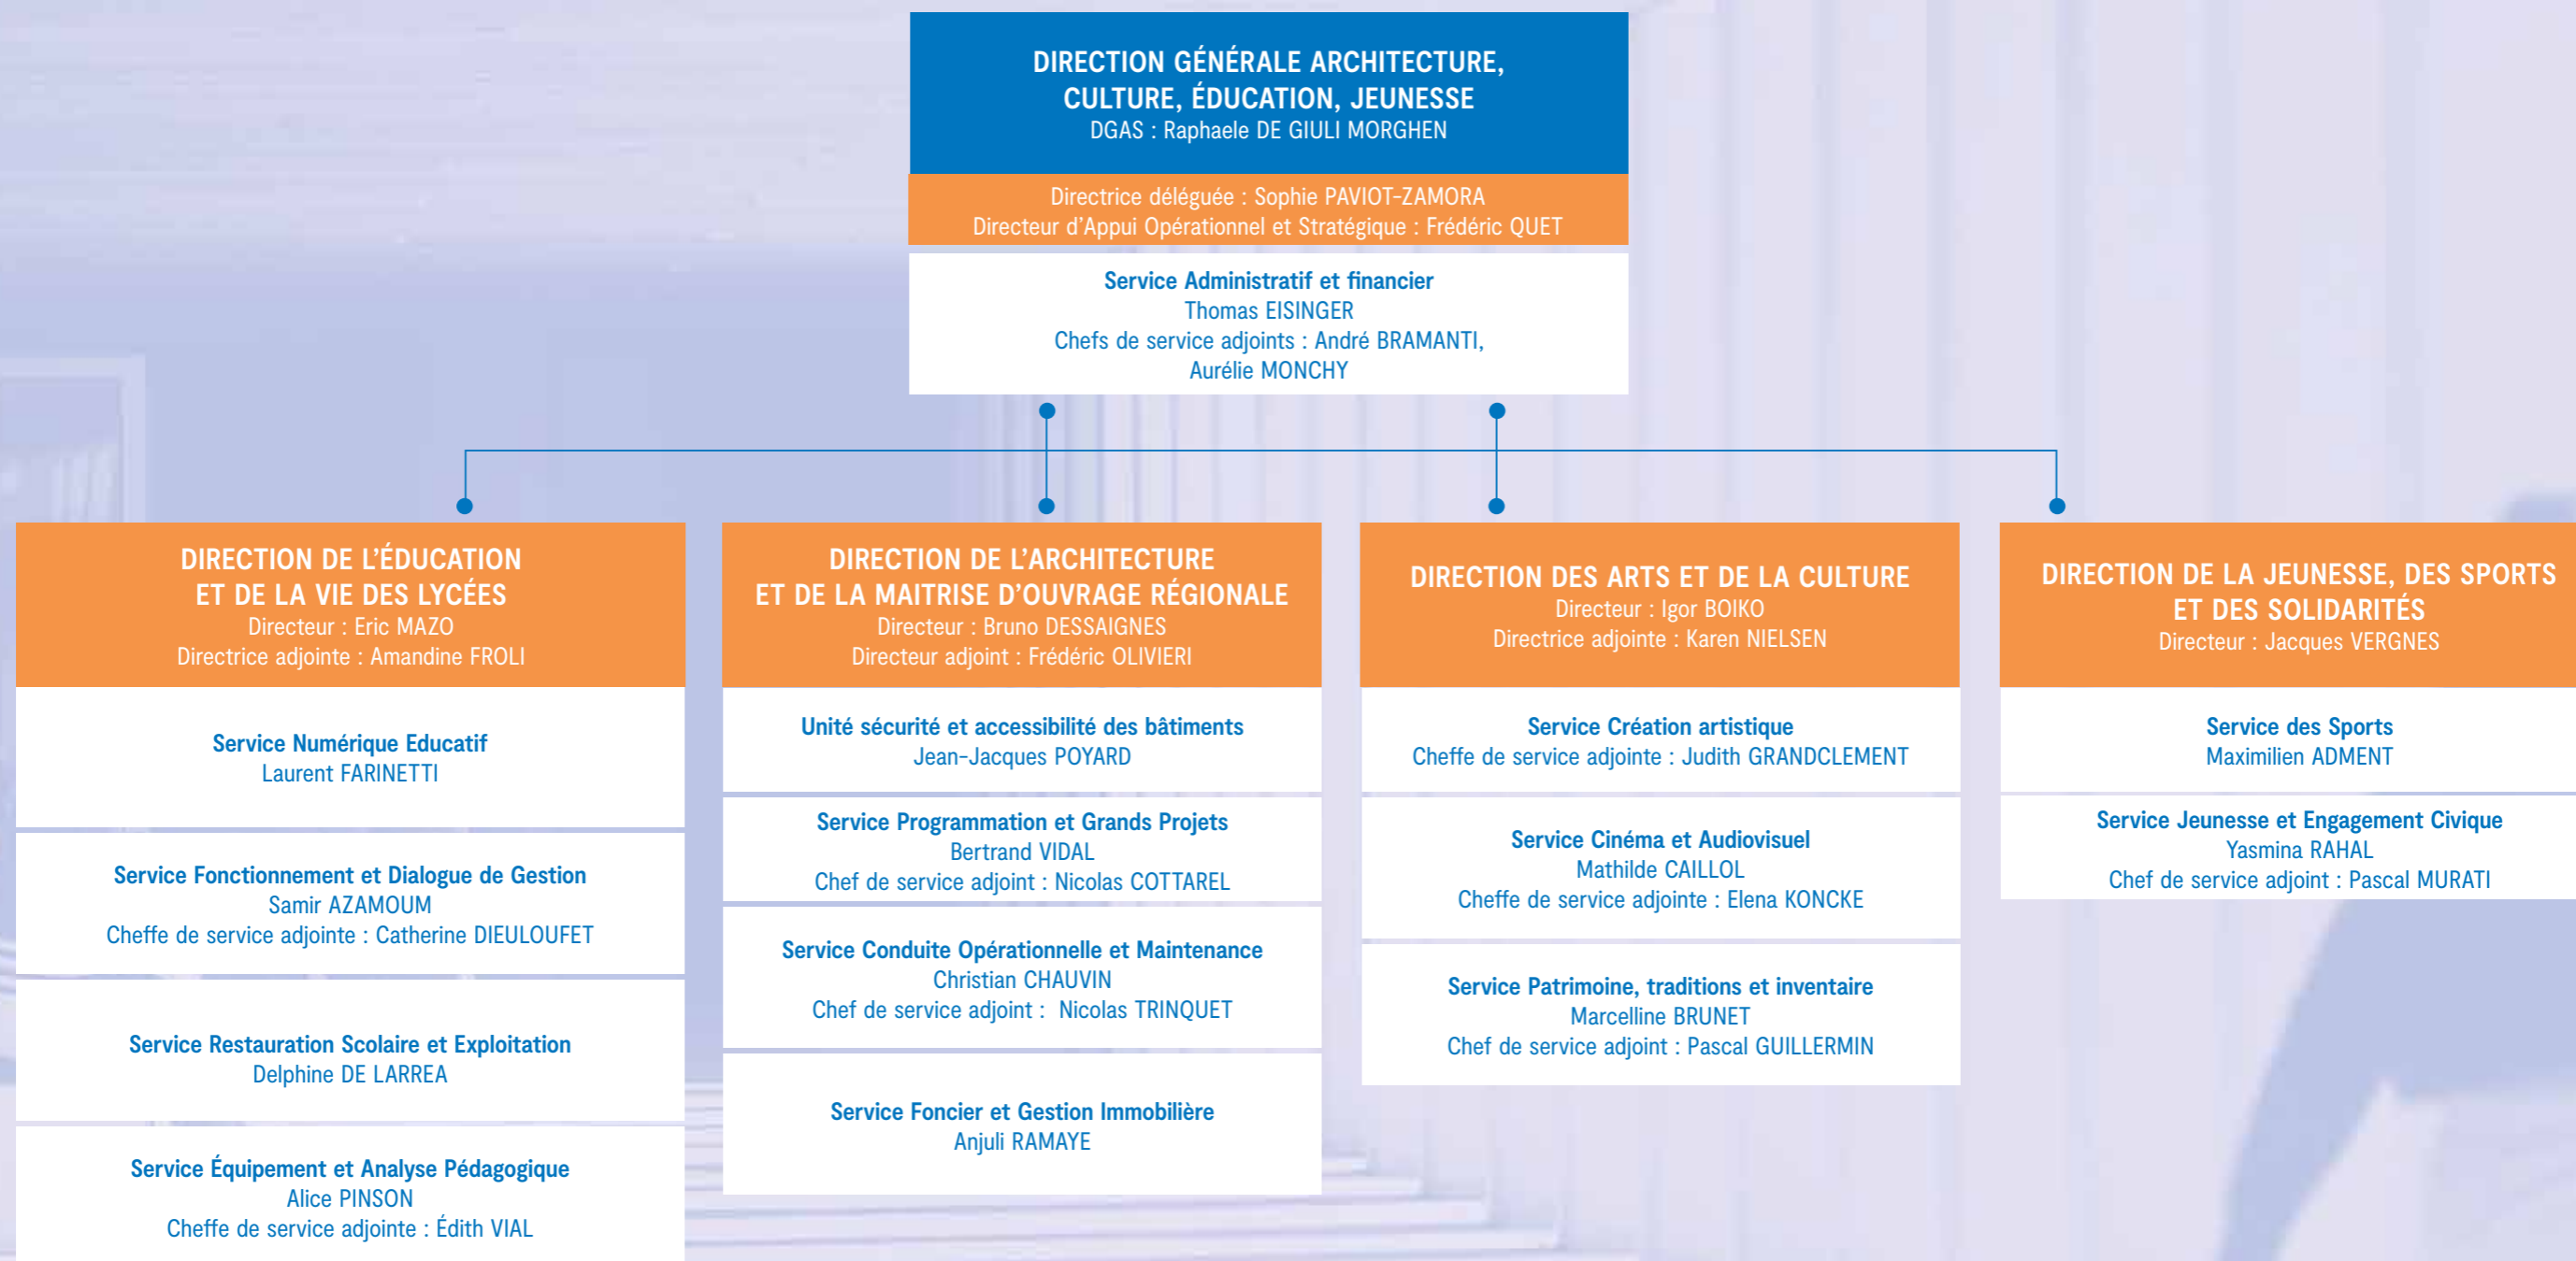 DIRECTION GÉNÉRALE ARCHITECTURE,
CULTURE, ÉDUCATION, JEUNESSE
DGAS : Raphaele DE GIULI MORGHEN
Directrice déléguée : Sophie PAVIOT-ZAMORA
Directeur d'Appui Opérationnel et Stratégique : Frédéric QUET
Service Administratif et financier
Thomas EISINGER
Chefs de service adjoints : André BRAMANTI,
Aurélie MONCHY
DIRECTION DE L'ÉDUCATION
ET DE LA VIE DES LYCÉES
Directeur : Eric MAZO
Directrice adjointe : Amandine FROLI
Service Numérique Educatif
Laurent FARINETTI
Service Fonctionnement et Dialogue de Gestion
Samir AZAMOUM
Cheffe de service adjointe : Catherine DIEULOUFET
Service Restauration Scolaire et Exploitation
Delphine DE LARREA
Service Équipement et Analyse Pédagogique
Alice PINSON
Cheffe de service adjointe : Édith VIAL
DIRECTION DE L'ARCHITECTURE
ET DE LA MAITRISE D'OUVRAGE RÉGIONALE
Directeur : Bruno DESSAIGNES
Directeur adjoint : Frédéric OLIVIERI
Unité sécurité et accessibilité des bâtiments
Jean-Jacques POYARD
Service Programmation et Grands Projets
Bertrand VIDAL
Chef de service adjoint : Nicolas COTTAREL
Service Conduite Opérationnelle et Maintenance
Christian CHAUVIN
Chef de service adjoint : Nicolas TRINQUET
Service Foncier et Gestion Immobilière
Anjuli RAMAYE
DIRECTION DES ARTS ET DE LA CULTURE
Directeur : Igor BOIKO
Directrice adjointe : Karen NIELSEN
Service Création artistique
Cheffe de service adjointe : Judith GRANDCLEMENT
Service Cinéma et Audiovisuel
Mathilde CAILLOL
Cheffe de service adjointe : Elena KONCKE
Service Patrimoine, traditions et inventaire
Marcelline BRUNET
Chef de service adjoint : Pascal GUILLERMIN
DIRECTION DE LA JEUNESSE, DES SPORTS
ET DES SOLIDARITÉS
Directeur : Jacques VERGNES
Service des Sports
Maximilien ADMENT
Service Jeunesse et Engagement Civique
Yasmina RAHAL
Chef de service adjoint : Pascal MURATI